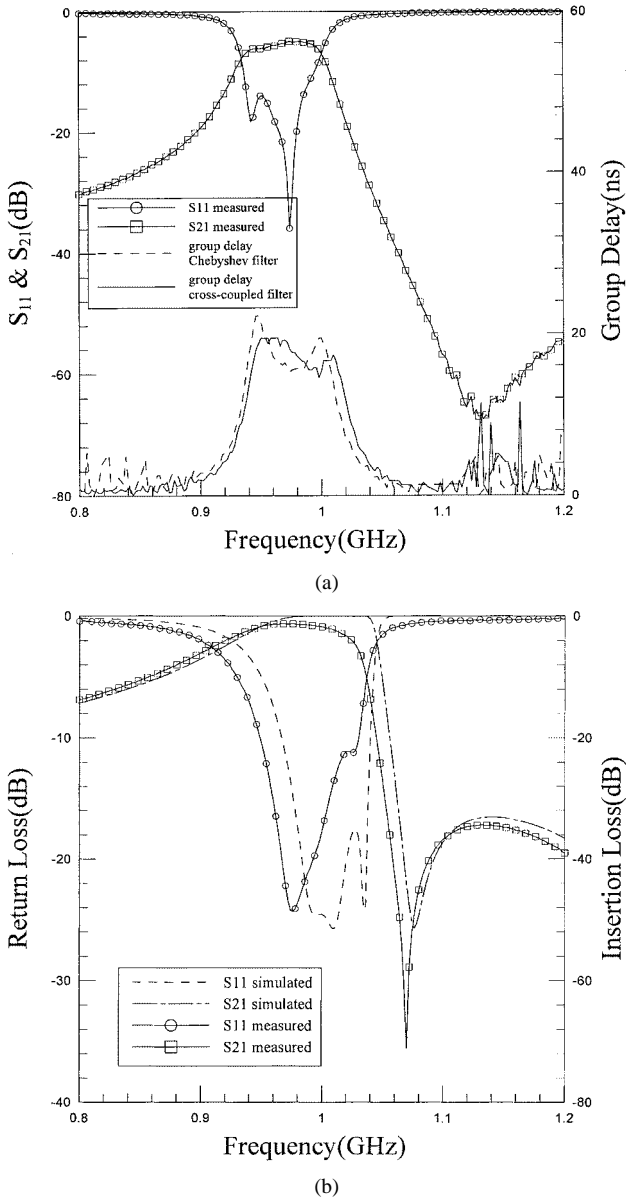 0
-20
-40
-60
-80
S11 & S21(dB)
60
40
20
0
Group Delay(ns)
S11 measured
S21 measured
group delay
Chebyshev filter
group delay
cross-coupled filter
0.8
0.9
1
1.1
1.2
Frequency(GHz)
(a)
0
-10
-20
-30
-40
Return Loss(dB)
0
-20
-40
-60
-80
Insertion Loss(dB)
S11 simulated
S21 simulated
S11 measured
S21 measured
0.8
0.9
1
1.1
1.2
Frequency(GHz)
(b)